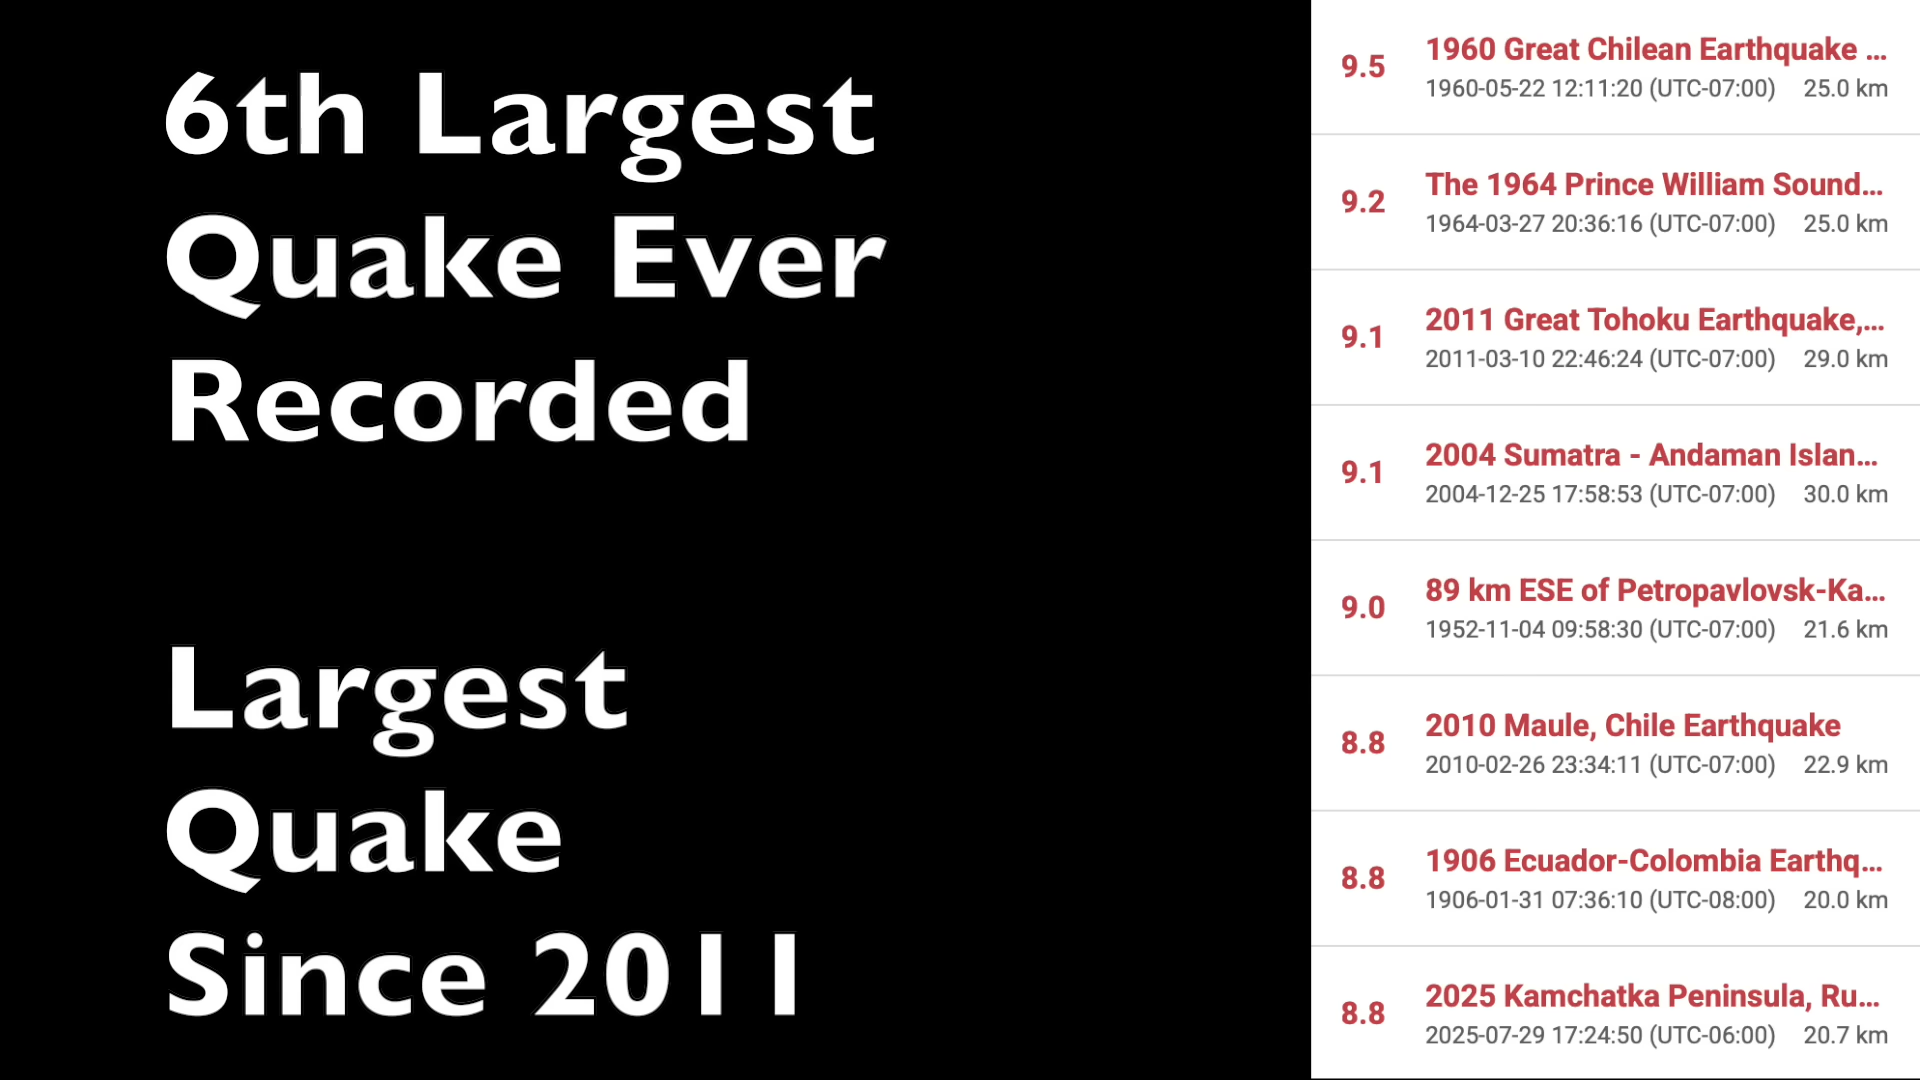 6th Largest
Quake Ever
Recorded
Largest
Quake
Since 2011
9.5
1960 Great Chilean Earthquake ...
1960-05-22 12:11:20 (UTC-07:00) 25.0 km
9.2
The 1964 Prince William Sound...
1964-03-27 20:36:16 (UTC-07:00) 25.0 km
9.1
2011 Great Tohoku Earthquake,...
2011-03-10 22:46:24 (UTC-07:00) 29.0 km
9.1
2004 Sumatra - Andaman Islan...
2004-12-25 17:58:53 (UTC-07:00) 30.0 km
9.0
89 km ESE of Petropavlovsk-Ka...
1952-11-04 09:58:30 (UTC-07:00) 21.6 km
8.8
2010 Maule, Chile Earthquake
2010-02-26 23:34:11 (UTC-07:00) 22.9 km
8.8
1906 Ecuador-Colombia Earthq...
1906-01-31 07:36:10 (UTC-08:00) 20.0 km
8.8
2025 Kamchatka Peninsula, Ru...
2025-07-29 17:24:50 (UTC-06:00) 20.7 km